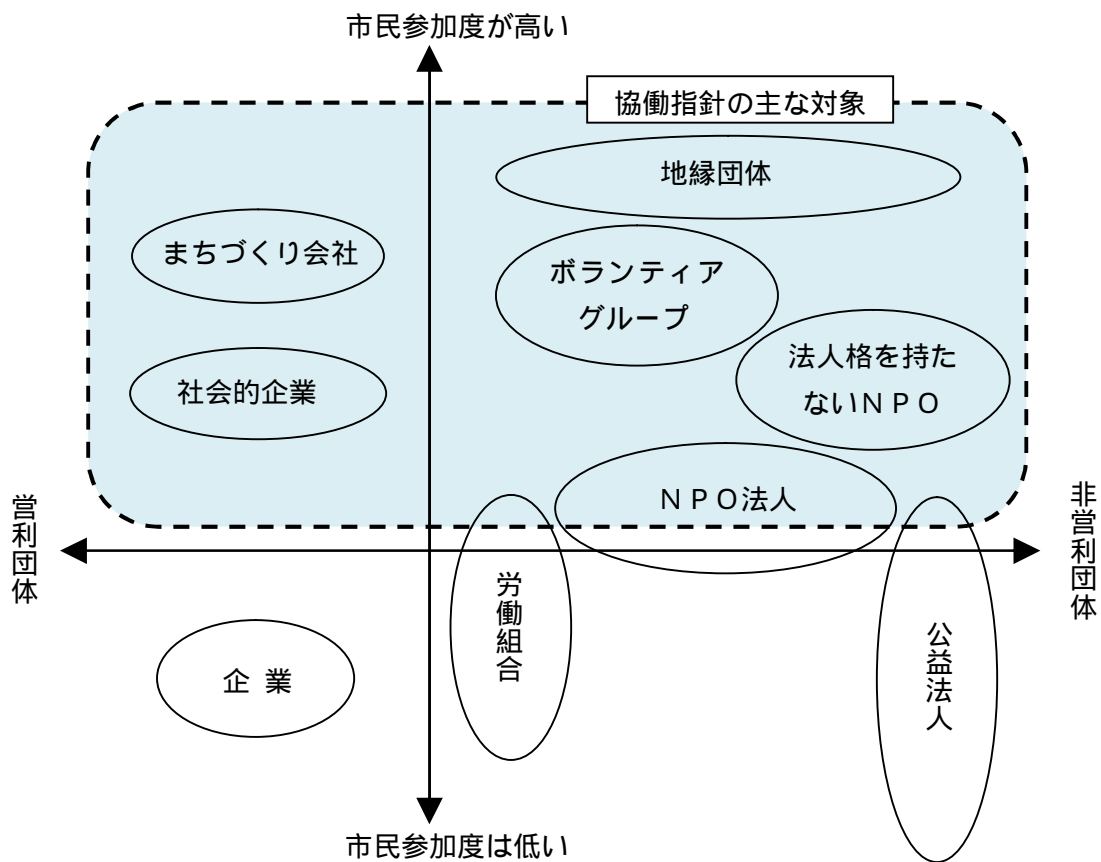 市民参加度が高い
協働指針の主な対象
地縁団体
まちづくり会社
ボランティア
グループ
社会的企業
法人格を持た
ないＮＰＯ
ＮＰＯ法人
営利団体
非営利団体
労働組合
公益法人
企 業
市民参加度は低い